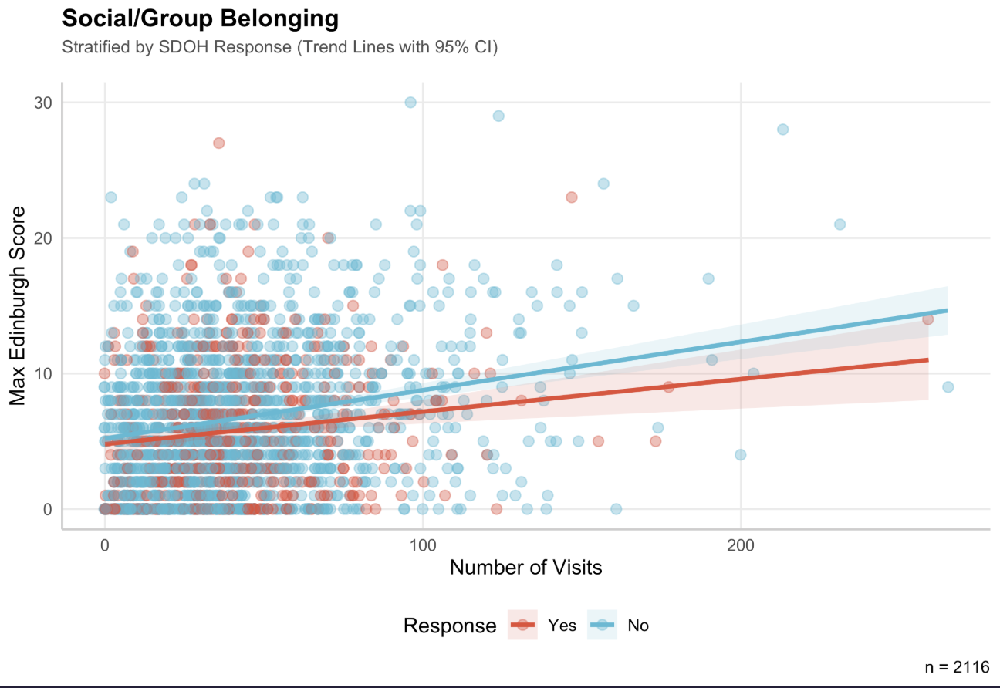 Social/Group Belonging
Stratified by SDOH Response (Trend Lines with 95% CI)
Max Edinburgh Score
30
20
10
0
0 100 200
Number of Visits
Response Yes No
n = 2116